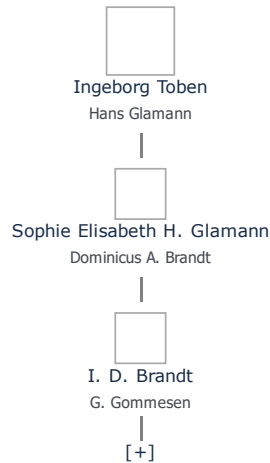 Ingeborg Toben
Hans Glamann
Sophie Elisabeth H. Glamann
Dominicus A. Brandt
I. D. Brandt
G. Gommesen
[+]